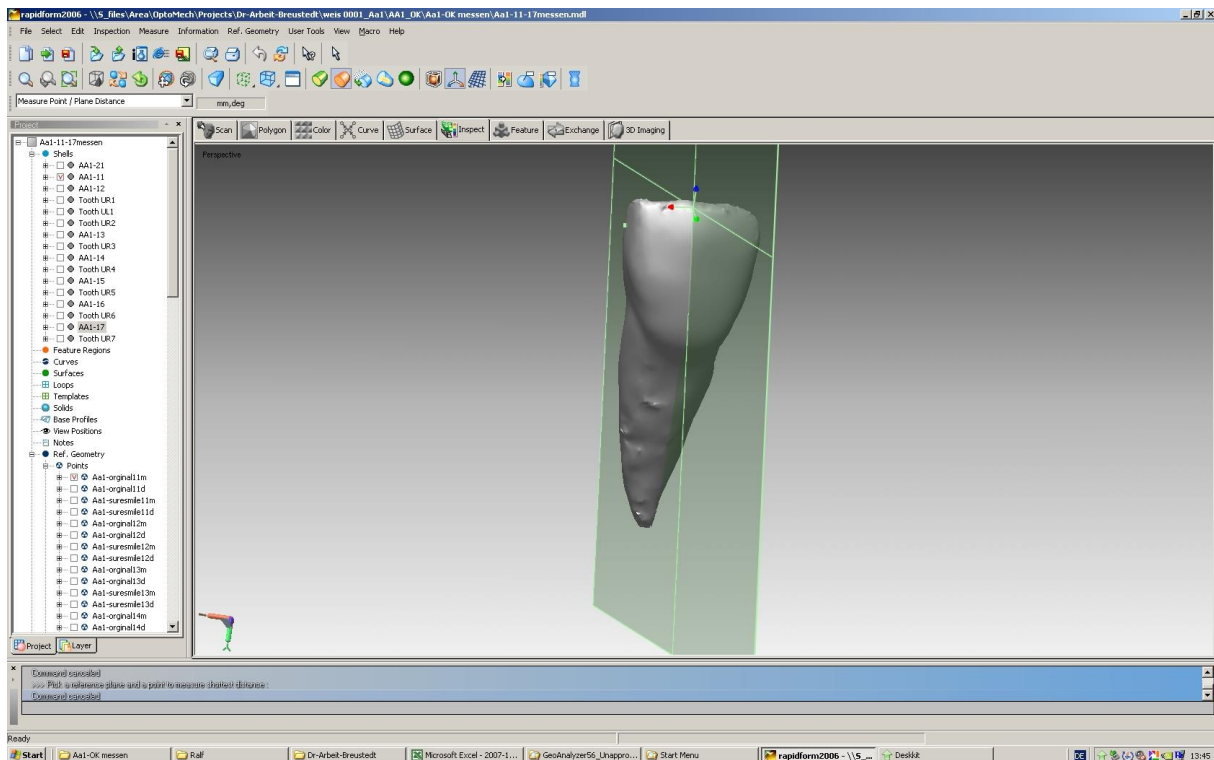 rapidform2006 - \\S_files\Area\OptoMech\Projects\Dr-Arbeit-Breustedt\weis 0001_Aa1\AA1_OK\Aa1-OK messen\Aa1-11-17messen.mdl
File Select Edit Inspection Measure Information Ref. Geometry User Tools View Macro Help
Measure Point / Plane Distance
mm,deg
Project
Scan Polygon Color Curve Surface Inspect Feature Exchange 3D Imaging
Perspective
Aa1-11-17messen
Shells
AA1-21
AA1-11
AA1-12
Tooth UR1
Tooth UL1
Tooth UR2
AA1-13
Tooth UR3
AA1-14
Tooth UR4
AA1-15
Tooth UR5
AA1-16
Tooth UR6
AA1-17
Tooth UR7
Feature Regions
Curves
Surfaces
Loops
Templates
Solids
Base Profiles
View Positions
Notes
Ref. Geometry
Points
Aa1-orginal11m
Aa1-orginal11d
Aa1-suresmile11m
Aa1-suresmile11d
Aa1-orginal12m
Aa1-orginal12d
Aa1-suresmile12m
Aa1-suresmile12d
Aa1-orginal13m
Aa1-orginal13d
Aa1-suresmile13m
Aa1-suresmile13d
Aa1-orginal14m
Aa1-orginal14d
Project Layer
Command canceled
>>> Pick a reference plane and a point to measure shortest distance :
Command canceled
Ready
Start Aa1-OK messen Ralf Dr-Arbeit-Breustedt Microsoft Excel - 2007-1... GeoAnalyzer56_Unappro... Start Menu rapidform2006 - \\S_... Deskkit DE 13:45